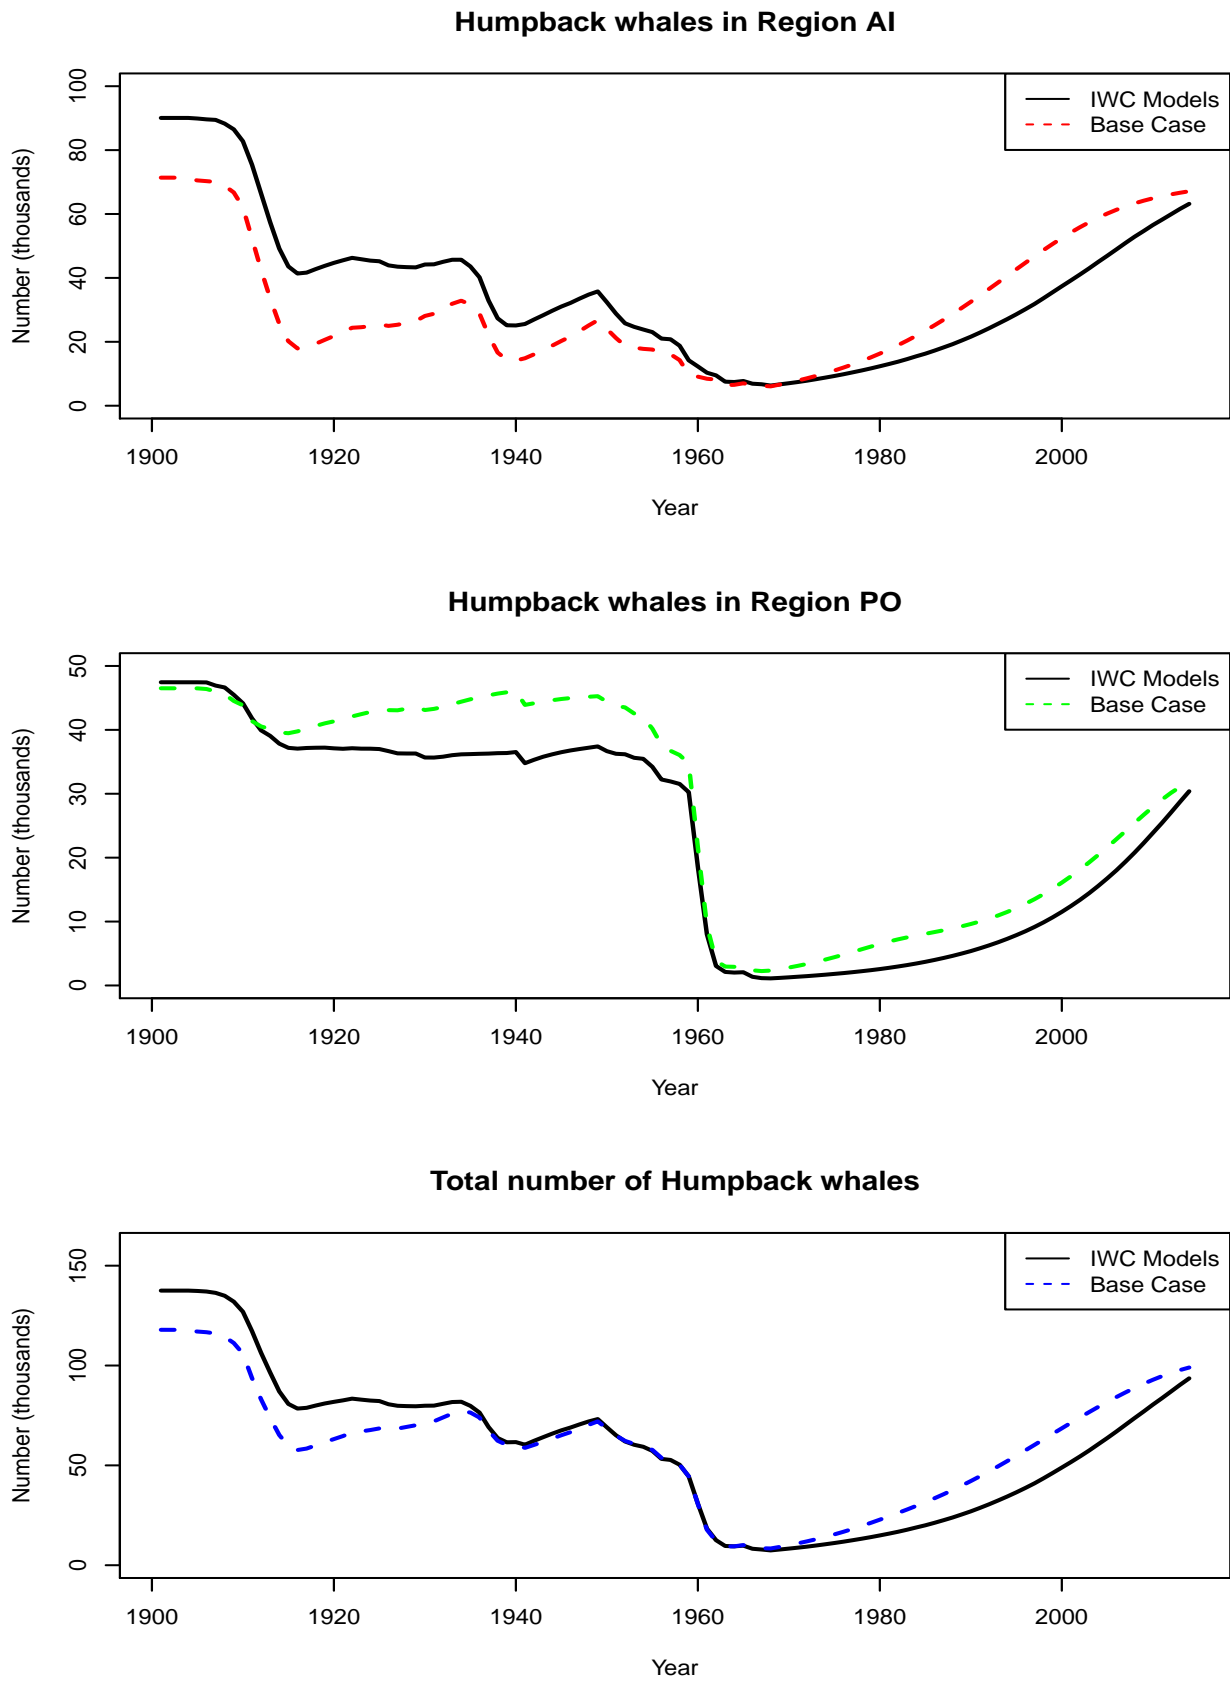 Humpback whales in Region AI
Number (thousands)
100
80
60
40
20
0
IWC Models
Base Case
1900 1920 1940 1960 1980 2000
Year
Humpback whales in Region PO
Number (thousands)
50
40
30
20
10
0
IWC Models
Base Case
1900 1920 1940 1960 1980 2000
Year
Total number of Humpback whales
Number (thousands)
150
100
50
0
IWC Models
Base Case
1900 1920 1940 1960 1980 2000
Year